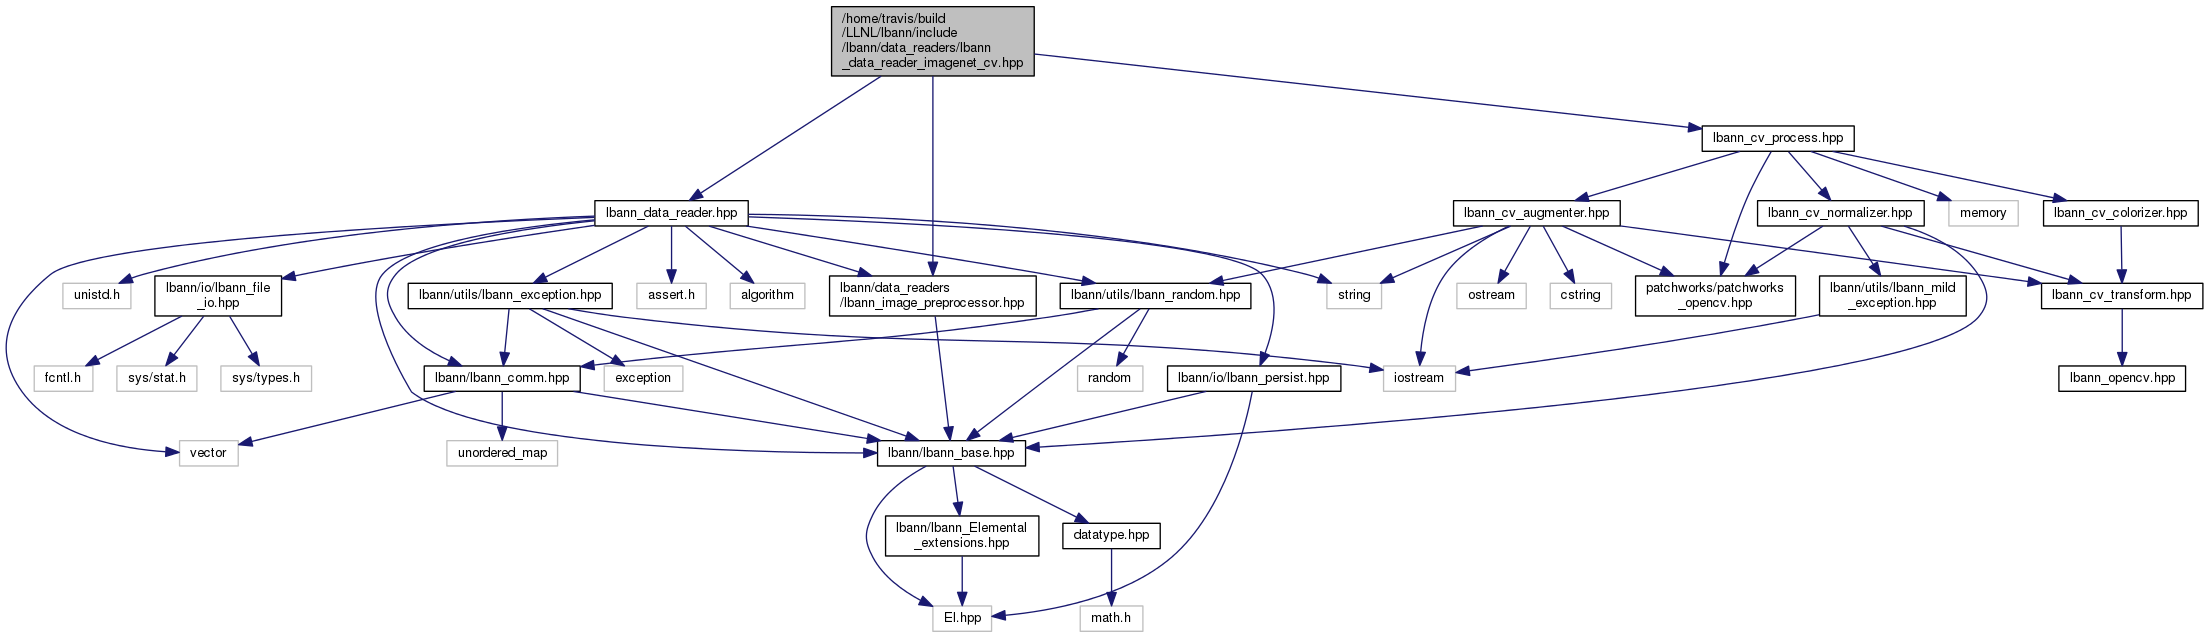 /home/travis/build
/LLNL/lbann/include
/lbann/data_readers/lbann
_data_reader_imagenet_cv.hpp
lbann_cv_process.hpp
lbann_data_reader.hpp
lbann_cv_augmenter.hpp
lbann_cv_normalizer.hpp
memory
lbann_cv_colorizer.hpp
unistd.h
lbann/io/lbann_file
_io.hpp
lbann/utils/lbann_exception.hpp
assert.h
algorithm
lbann/data_readers
/lbann_image_preprocessor.hpp
lbann/utils/lbann_random.hpp
string
ostream
cstring
patchworks/patchworks
_opencv.hpp
lbann/utils/lbann_mild
_exception.hpp
lbann_cv_transform.hpp
fcntl.h
sys/stat.h
sys/types.h
lbann/lbann_comm.hpp
exception
random
lbann/io/lbann_persist.hpp
iostream
lbann_opencv.hpp
vector
unordered_map
lbann/lbann_base.hpp
lbann/lbann_Elemental
_extensions.hpp
datatype.hpp
El.hpp
math.h